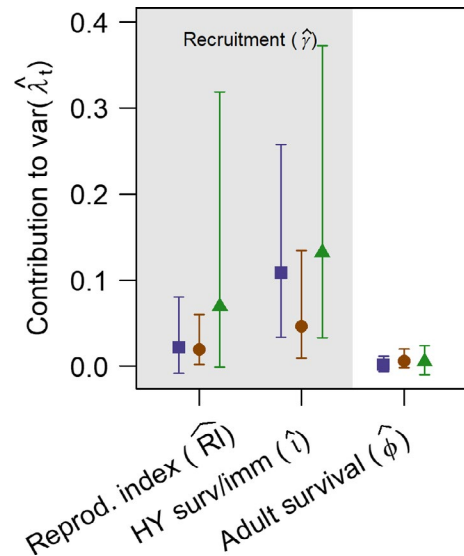 Contribution to var(λ̂t)
0.4
0.3
0.2
0.1
0.0
Recruitment (γ̂)
Reprod. index (R͡I)
HY surv/imm (î)
Adult survival (ϕ̂)